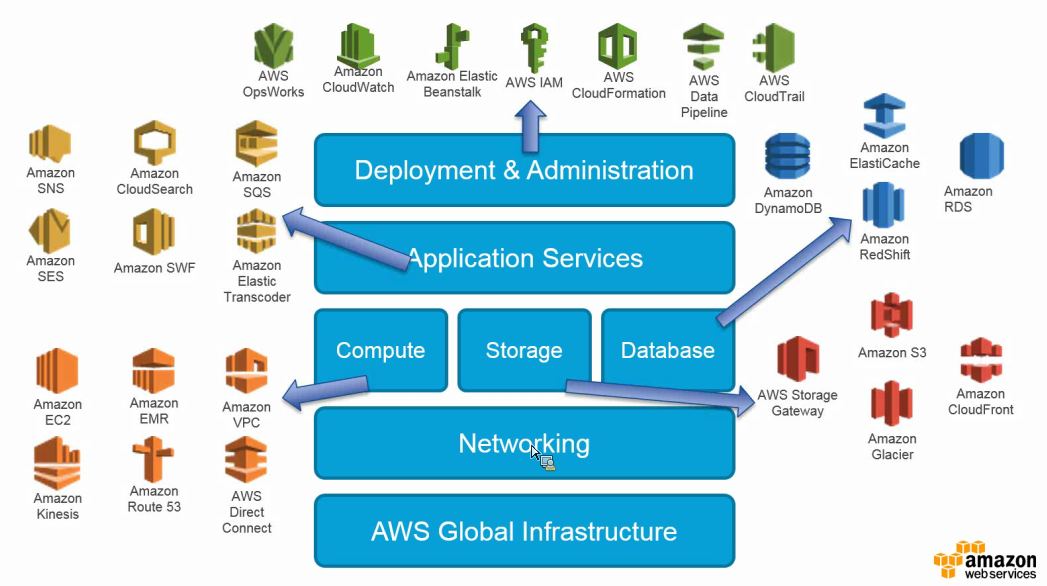 AWS
OpsWorks
Amazon
CloudWatch
Amazon Elastic
Beanstalk
AWS IAM
AWS
CloudFormation
AWS
Data
Pipeline
AWS
CloudTrail
Amazon
SNS
Amazon
CloudSearch
Amazon
SQS
Amazon
SES
Amazon SWF
Amazon
Elastic
Transcoder
Deployment & Administration
Application Services
Compute
Storage
Database
Networking
AWS Global Infrastructure
Amazon
ElastiCache
Amazon
DynamoDB
Amazon
RDS
Amazon
RedShift
Amazon S3
AWS Storage
Gateway
Amazon
CloudFront
Amazon
Glacier
Amazon
EC2
Amazon
EMR
Amazon
VPC
Amazon
Kinesis
Amazon
Route 53
AWS
Direct
Connect
amazon
web services